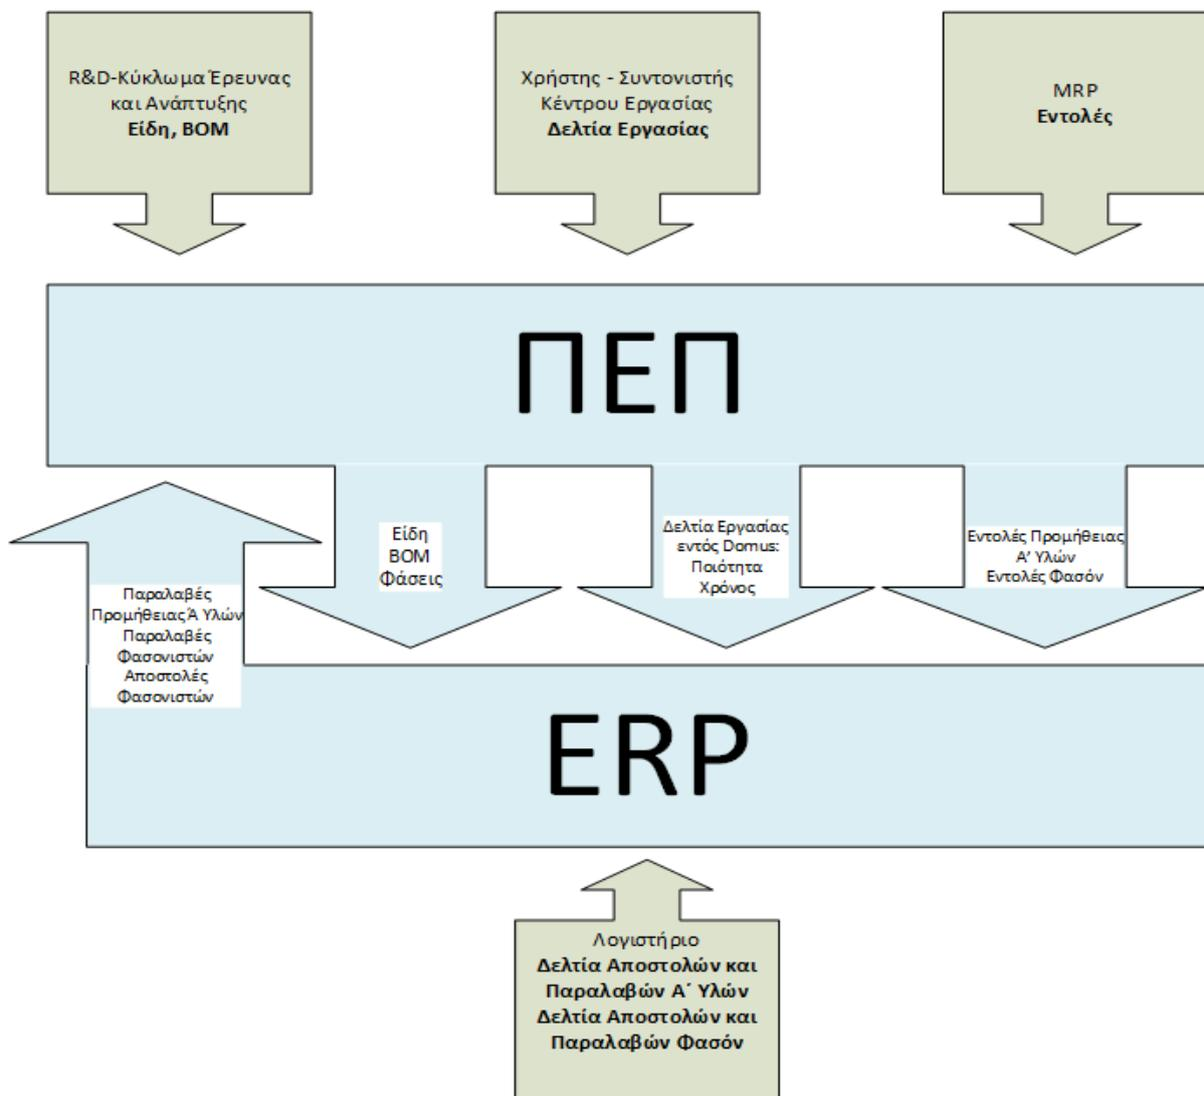 R&D-Κύκλωμα Έρευνας
και Ανάπτυξης
Είδη, BOM
Χρήστης - Συντονιστής
Κέντρου Εργασίας
Δελτία Εργασίας
MRP
Εντολές
ΠΕΠ
Είδη
BOM
Φάσεις
Δελτία Εργασίας
εντός Domus:
Ποιότητα
Χρόνος
Εντολές Προμήθειας
Α' Υλών
Εντολές Φασόν
Παραλαβές
Προμήθειας Ά Υλών
Παραλαβές
Φασονιστών
Αποστολές
Φασονιστών
ERP
Λογιστήριο
Δελτία Αποστολών και
Παραλαβών Α΄ Υλών
Δελτία Αποστολών και
Παραλαβών Φασόν